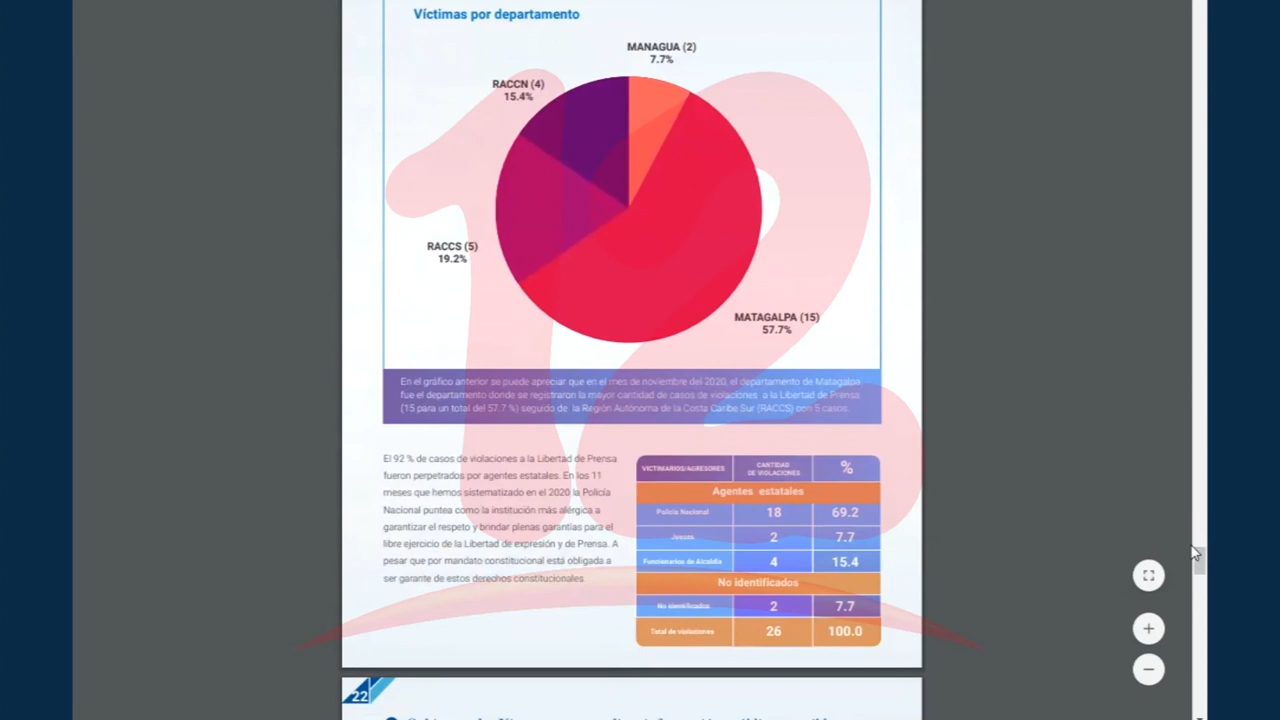 Víctimas por departamento
MANAGUA (2)
7.7%
RACCN (4)
15.4%
RACCS (5)
19.2%
MATAGALPA (15)
57.7%
12
En el gráfico anterior se puede apreciar que en el mes de noviembre del 2020, el departamento de Matagalpa
fue el departamento donde se registraron la mayor cantidad de casos de violaciones a la Libertad de Prensa
(15 para un total del 57.7 %) seguido de la Región Autónoma de la Costa Caribe Sur (RACCS) con 5 casos.
El 92 % de casos de violaciones a la Libertad de Prensa
fueron perpetrados por agentes estatales. En los 11
meses que hemos sistematizado en el 2020 la Policía
Nacional puntea como la institución más alérgica a
garantizar el respeto y brindar plenas garantías para el
libre ejercicio de la Libertad de expresión y de Prensa. A
pesar que por mandato constitucional está obligada a
ser garante de estos derechos constitucionales.
VICTIMARIOS/AGRESORES CANTIDAD DE VIOLACIONES %
Agentes estatales
Policía Nacional 18 69.2
Jueces 2 7.7
Funcionarios de Alcaldía 4 15.4
No identificados
No identificados 2 7.7
Total de violaciones 26 100.0
22